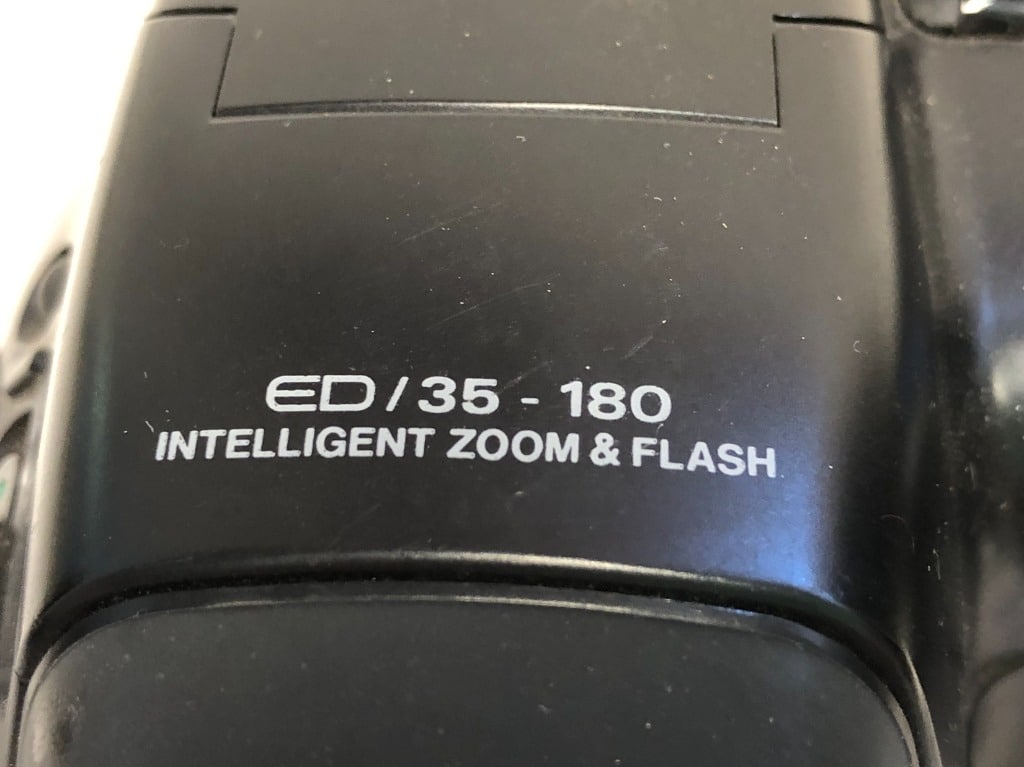 ED/35-180
INTELLIGENT ZOOM & FLASH